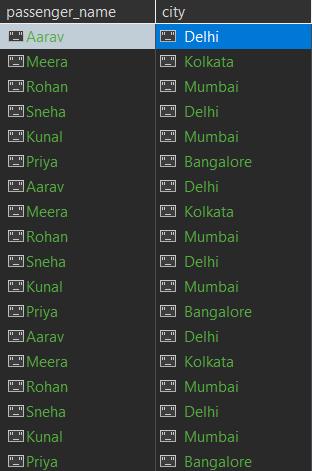 passenger_name city
Aarav Delhi
Meera Kolkata
Rohan Mumbai
Sneha Delhi
Kunal Mumbai
Priya Bangalore
Aarav Delhi
Meera Kolkata
Rohan Mumbai
Sneha Delhi
Kunal Mumbai
Priya Bangalore
Aarav Delhi
Meera Kolkata
Rohan Mumbai
Sneha Delhi
Kunal Mumbai
Priya Bangalore